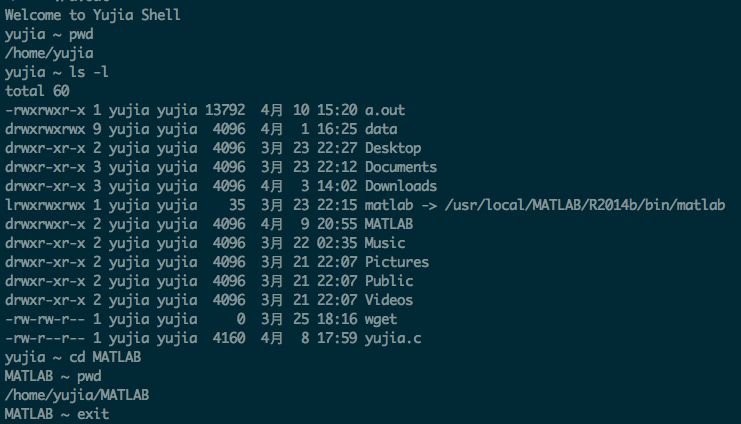 Welcome to Yujia Shell
yujia ~ pwd
/home/yujia
yujia ~ ls -l
total 60
-rwxrwxr-x 1 yujia yujia 13792  4月 10 15:20 a.out
drwxrwxrwx 9 yujia yujia  4096  4月  1 16:25 data
drwxr-xr-x 2 yujia yujia  4096  3月 23 22:27 Desktop
drwxr-xr-x 3 yujia yujia  4096  3月 23 22:12 Documents
drwxr-xr-x 3 yujia yujia  4096  4月  3 14:02 Downloads
lrwxrwxrwx 1 yujia yujia    35  3月 23 22:15 matlab -> /usr/local/MATLAB/R2014b/bin/matlab
drwxrwxr-x 2 yujia yujia  4096  4月  9 20:55 MATLAB
drwxr-xr-x 2 yujia yujia  4096  3月 22 02:35 Music
drwxr-xr-x 2 yujia yujia  4096  3月 21 22:07 Pictures
drwxr-xr-x 2 yujia yujia  4096  3月 21 22:07 Public
drwxr-xr-x 2 yujia yujia  4096  3月 21 22:07 Videos
-rw-rw-r-- 1 yujia yujia     0  3月 25 18:16 wget
-rw-r--r-- 1 yujia yujia  4160  4月  8 17:59 yujia.c
yujia ~ cd MATLAB
MATLAB ~ pwd
/home/yujia/MATLAB
MATLAB ~ exit